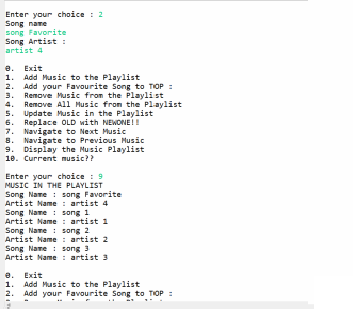 Enter your choice : 2
Song name
song Favorite
Song Artist :
artist 4
0. Exit
1. Add Music to the Playlist
2. Add your Favourite Song to TOP :
3. Remove Music from the Playlist
4. Remove All Music from the Playlist
5. Update Music in the Playlist
6. Replace OLD with NEWONE!!
7. Navigate to Next Music
8. Navigate to Previous Music
9. Display the Music Playlist
10. Current music??
Enter your choice : 9
MUSIC IN THE PLAYLIST
Song Name : song Favorite
Artist Name : artist 4
Song Name : song 1
Artist Name : artist 1
Song Name : song 2
Artist Name : artist 2
Song Name : song 3
Artist Name : artist 3
0. Exit
1. Add Music to the Playlist
2. Add your Favourite Song to TOP :